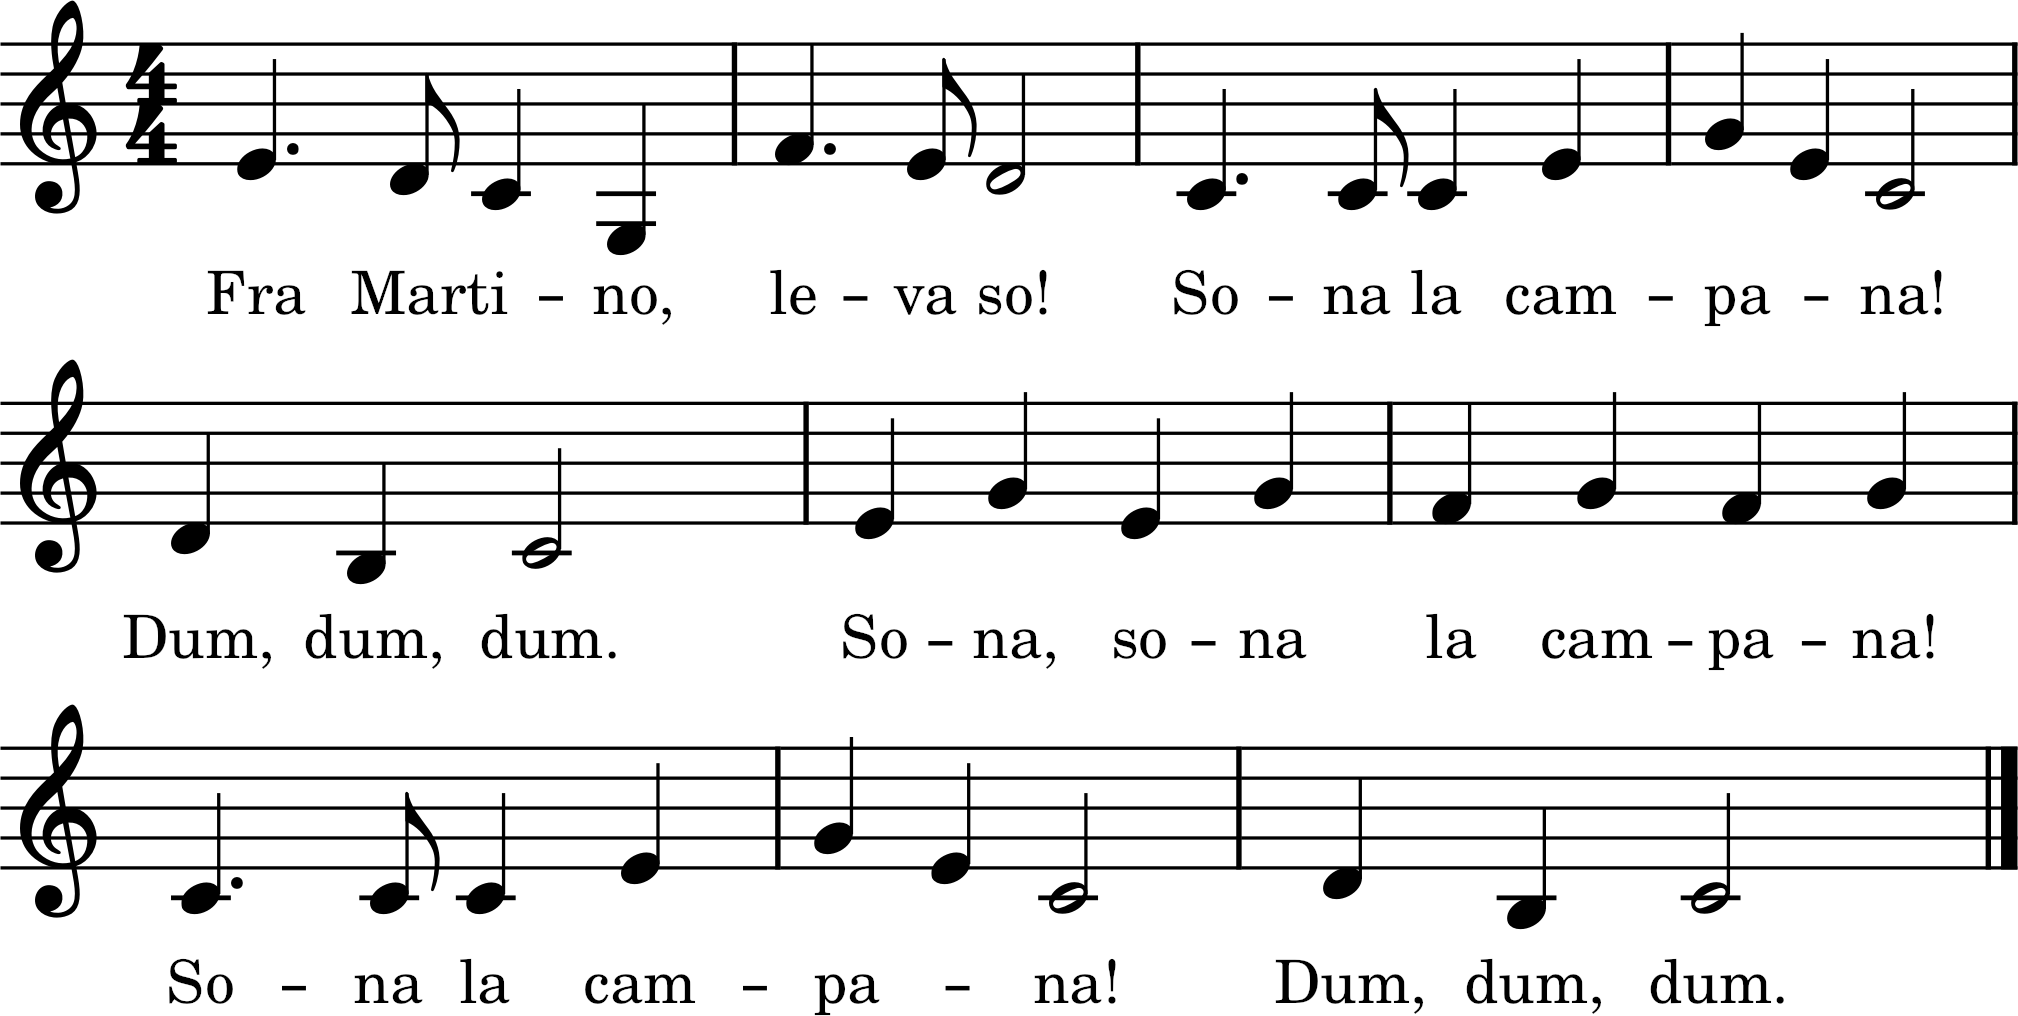 Fra Marti – no, le – va so! So – na la cam – pa – na!
Dum, dum, dum. So – na, so – na la cam – pa – na!
So – na la cam – pa – na! Dum, dum, dum.